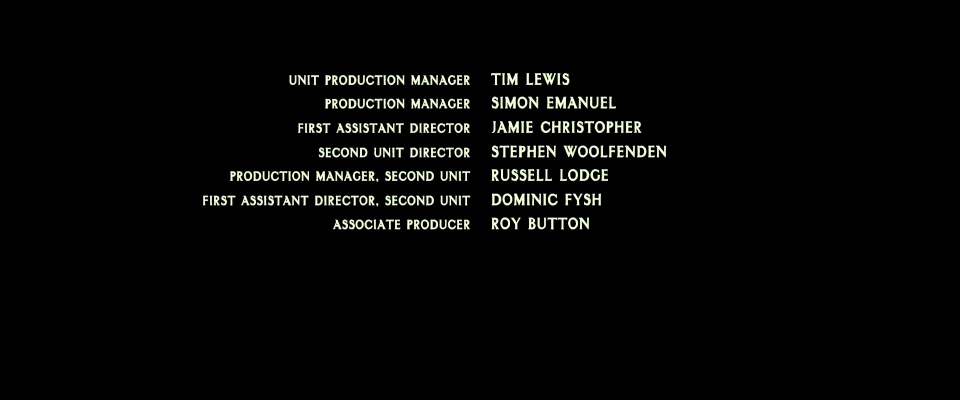 UNIT PRODUCTION MANAGER TIM LEWIS
PRODUCTION MANAGER SIMON EMANUEL
FIRST ASSISTANT DIRECTOR JAMIE CHRISTOPHER
SECOND UNIT DIRECTOR STEPHEN WOOLFENDEN
PRODUCTION MANAGER, SECOND UNIT RUSSELL LODGE
FIRST ASSISTANT DIRECTOR, SECOND UNIT DOMINIC FYSH
ASSOCIATE PRODUCER ROY BUTTON